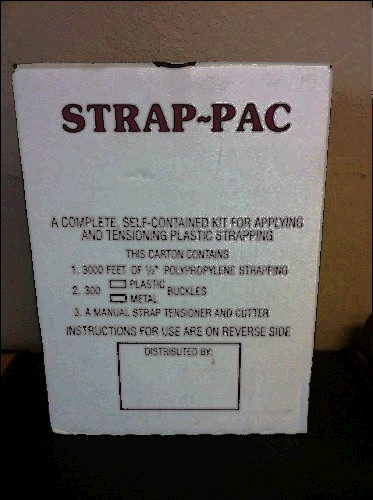 STRAP~PAC
A COMPLETE, SELF-CONTAINED KIT FOR APPLYING
AND TENSIONING PLASTIC STRAPPING
THIS CARTON CONTAINS
1. 3000 FEET OF 1/2" POLYPROPYLENE STRAPPING
2. 300 PLASTIC
METAL BUCKLES
3. A MANUAL STRAP TENSIONER AND CUTTER
INSTRUCTIONS FOR USE ARE ON REVERSE SIDE
DISTRIBUTED BY: